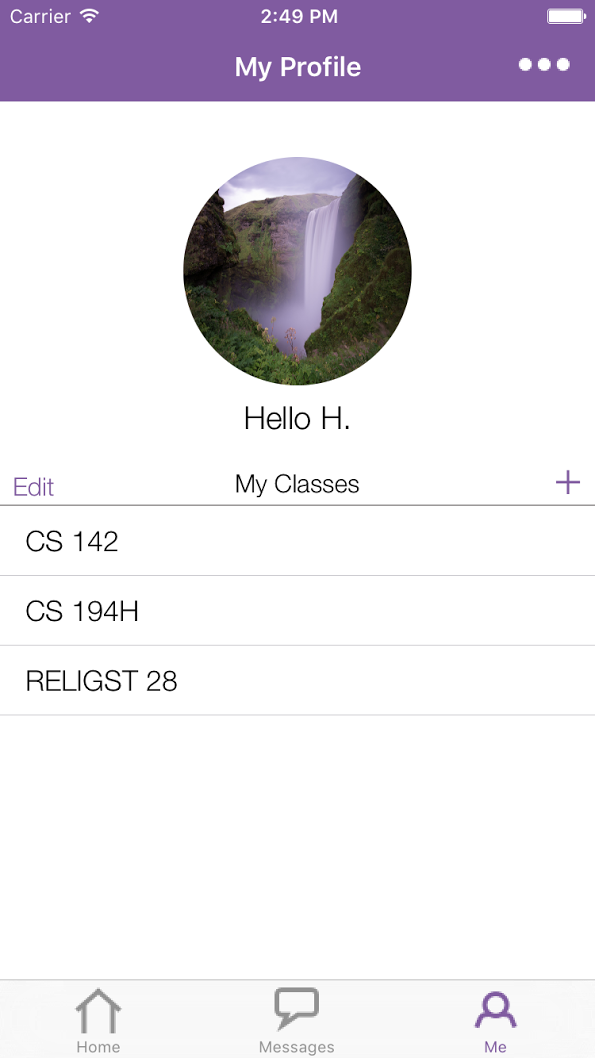 Carrier 2:49 PM
My Profile
Hello H.
Edit My Classes +
CS 142
CS 194H
RELIGST 28
Home Messages Me